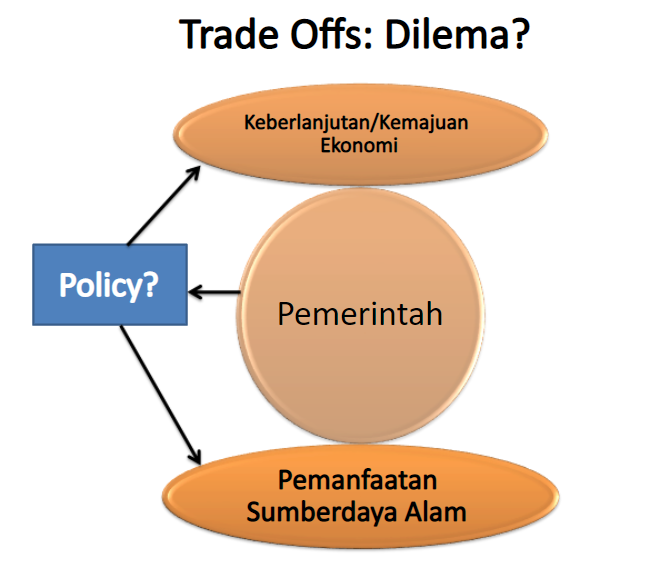 Trade Offs: Dilema?
Keberlanjutan/Kemajuan
Ekonomi
Policy?
Pemerintah
Pemanfaatan
Sumberdaya Alam